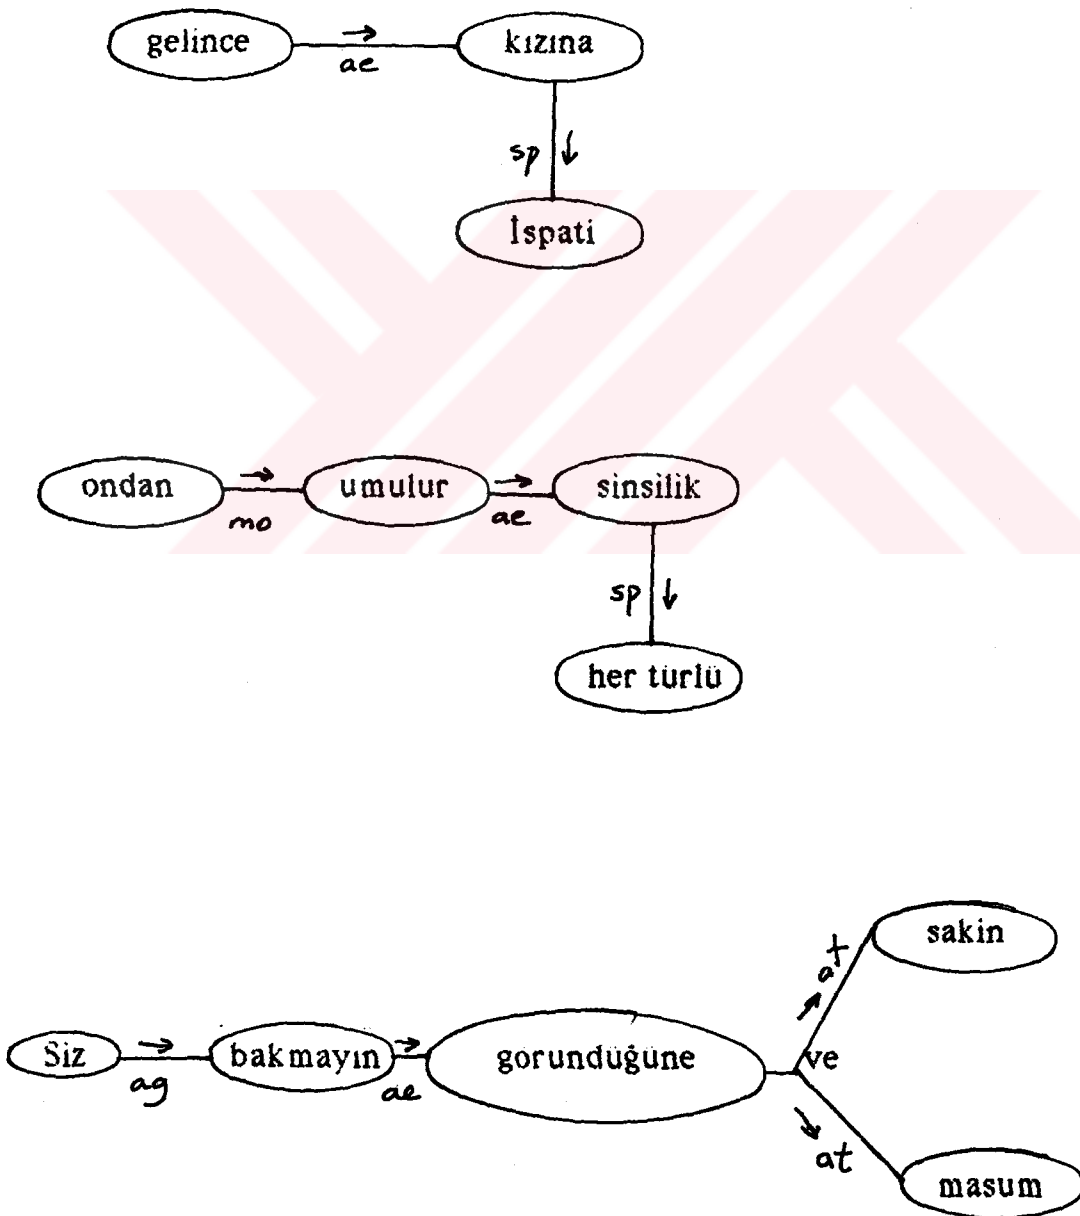 gelince → ae kızına
sp ↓
İspati
ondan → mo umulur → ae sinsilik
sp ↓
her türlü
sakin
→ at
Siz → ag bakmayın → ae gorunduğüne ve
→ at
masum